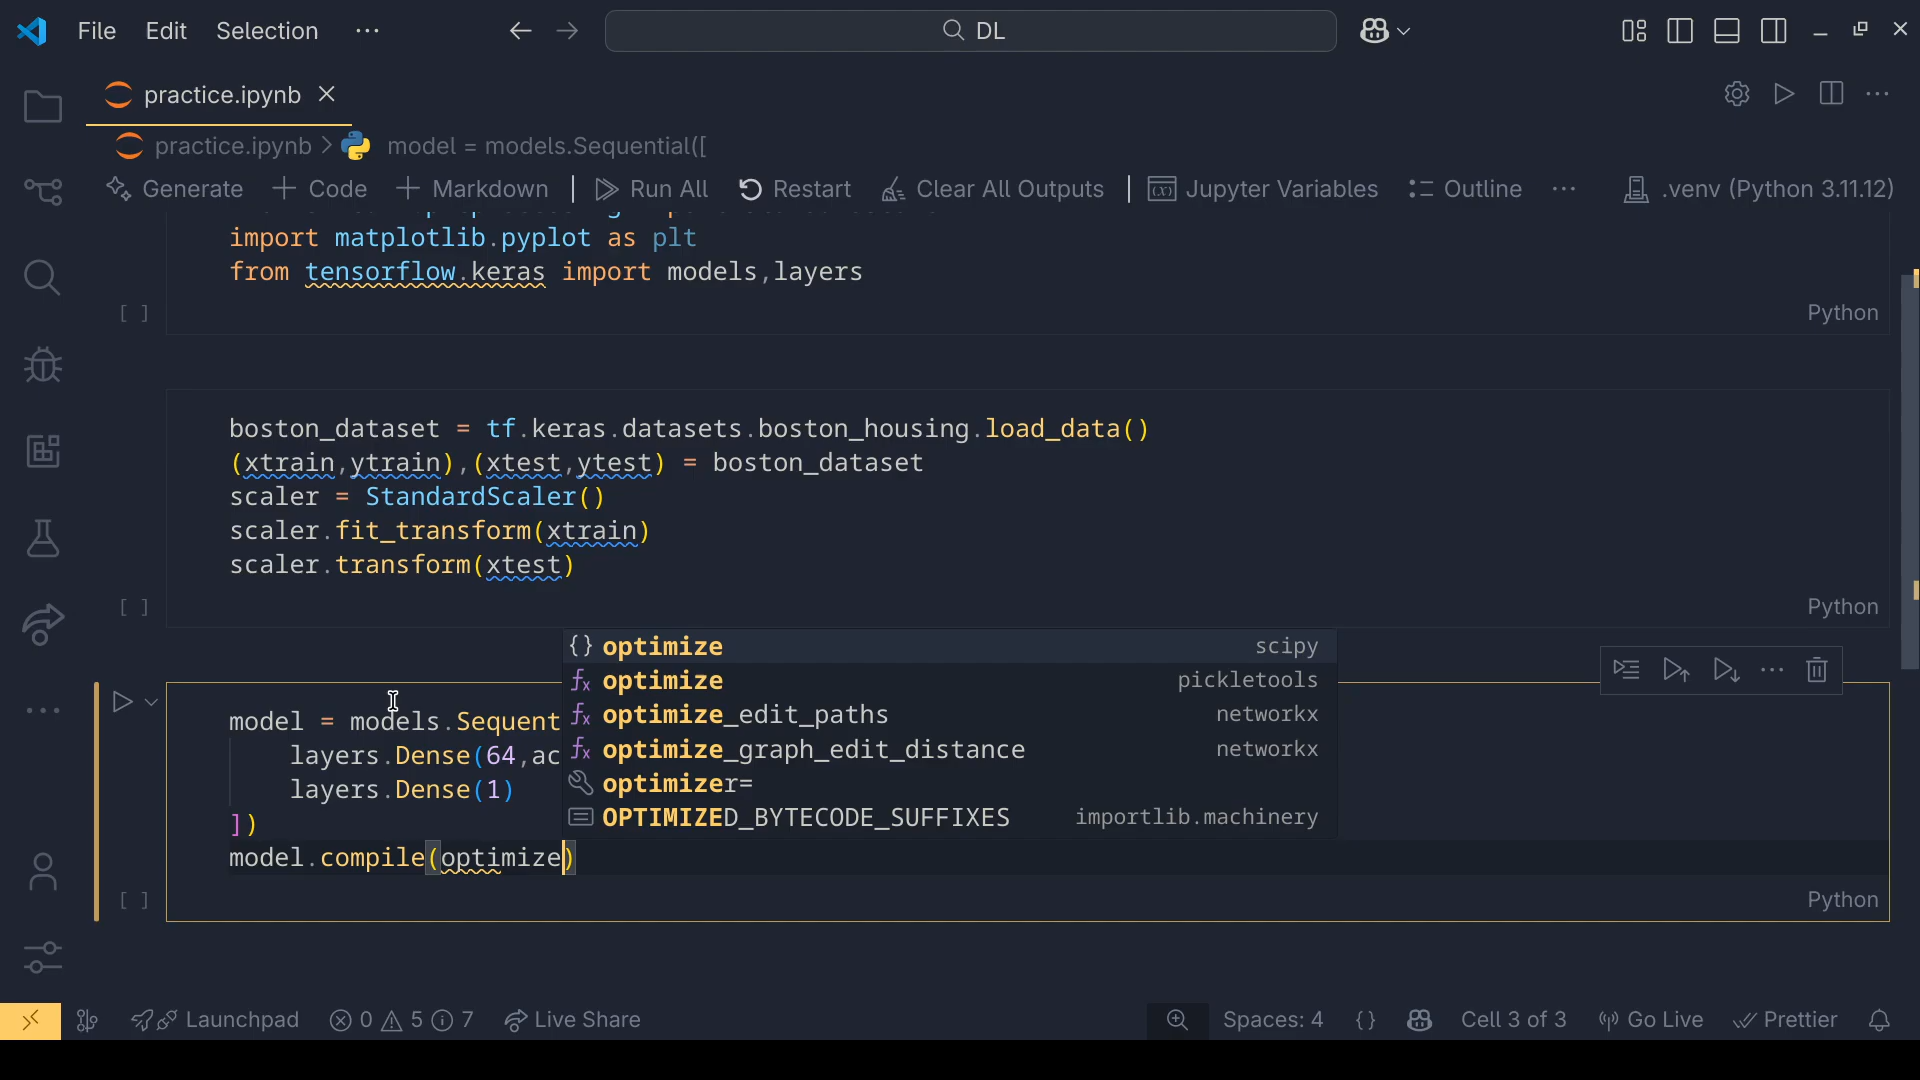 File Edit Selection ··· DL
practice.ipynb
practice.ipynb > model = models.Sequential([
Generate + Code + Markdown | Run All Restart Clear All Outputs | Jupyter Variables Outline ··· .venv (Python 3.11.12)
import matplotlib.pyplot as plt
from tensorflow.keras import models,layers
[ ] Python
boston_dataset = tf.keras.datasets.boston_housing.load_data()
(xtrain,ytrain),(xtest,ytest) = boston_dataset
scaler = StandardScaler()
scaler.fit_transform(xtrain)
scaler.transform(xtest)
[ ] Python
model = models.Sequent
layers.Dense(64,ac
layers.Dense(1)
])
model.compile(optimize)
{} optimize scipy
optimize pickletools
optimize_edit_paths networkx
optimize_graph_edit_distance networkx
optimizer=
OPTIMIZED_BYTECODE_SUFFIXES importlib.machinery
[ ] Python
Launchpad 0 5 7 Live Share Spaces: 4 {} Cell 3 of 3 Go Live Prettier